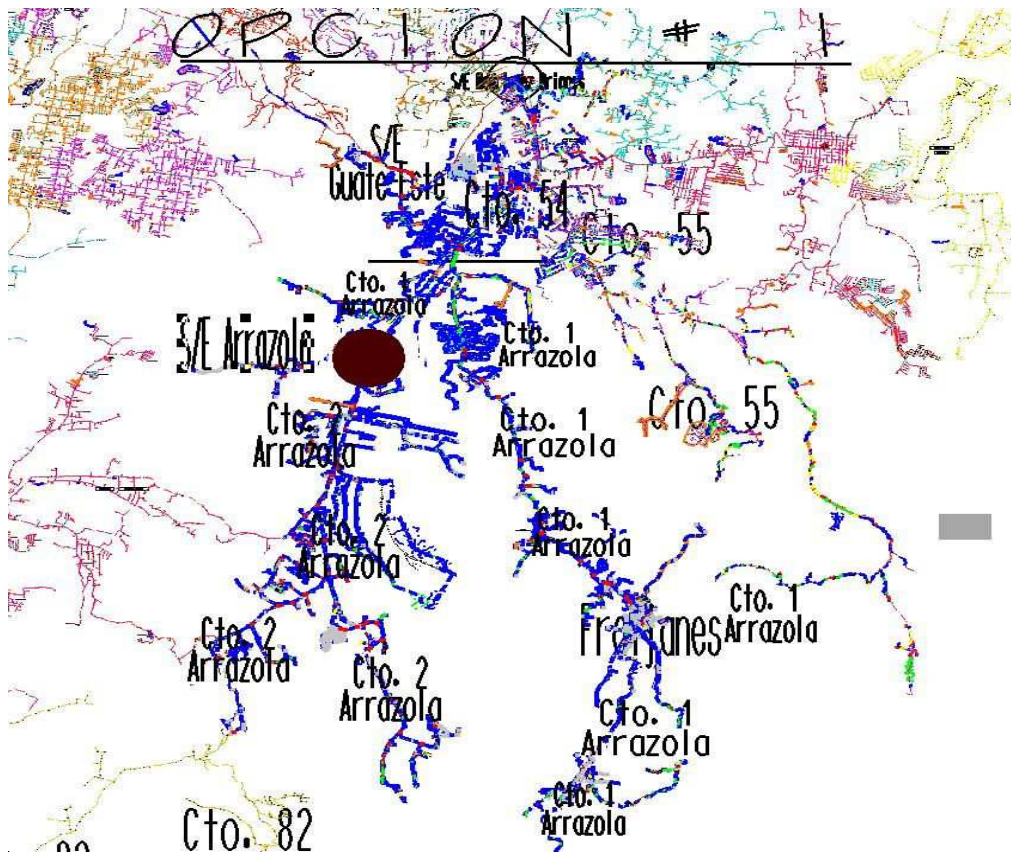 OPCION # 1
S/E
S/E
Guate Este
Cto. 54
Cto. 55
Cto. 1
Arrazola
S/E Arrazola
Cto. 1
Arrazola
Cto. 2
Arrazola
Cto. 1
Arrazola
Cto. 55
Cto. 2
Arrazola
Cto. 1
Arrazola
Cto. 1
Arrazola
Fraijanes
Cto. 2
Arrazola
Cto. 2
Arrazola
Cto. 1
Arrazola
Cto. 1
Arrazola
Cto. 82